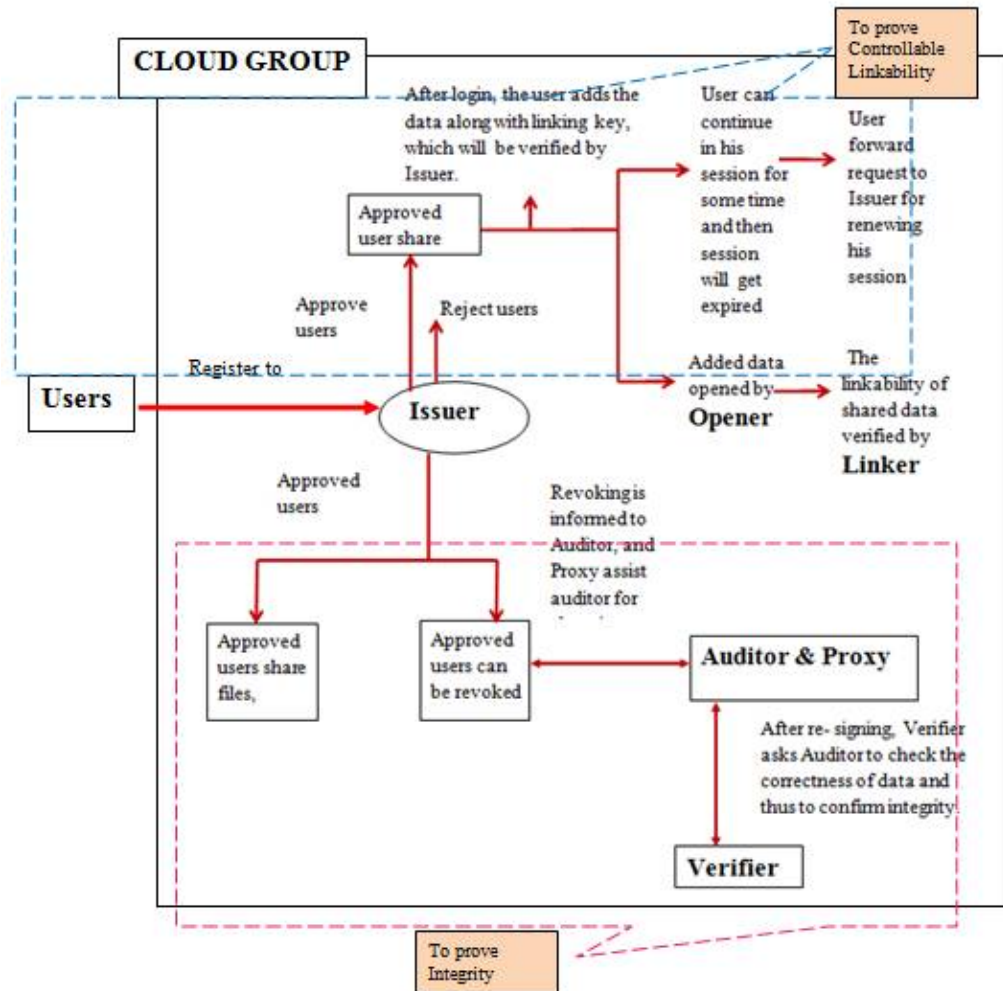 To prove
Controllable
Linkability
CLOUD GROUP
After login, the user adds the
data along with linking key,
which will be verified by
Issuer.
User can
continue
in his
session for
some time
and then
session
will get
expired
User
forward
request to
Issuer for
renewing
his
session
Approved
user share
Approve
users
Reject users
Register to
Users
Issuer
Added data
opened by
Opener
The
linkability of
shared data
verified by
Linker
Approved
users
Revoking is
informed to
Auditor, and
Proxy assist
auditor for
Approved
users share
files,
Approved
users can
be revoked
Auditor & Proxy
After re- signing, Verifier
asks Auditor to check the
correctness of data and
thus to confirm integrity.
Verifier
To prove
Integrity